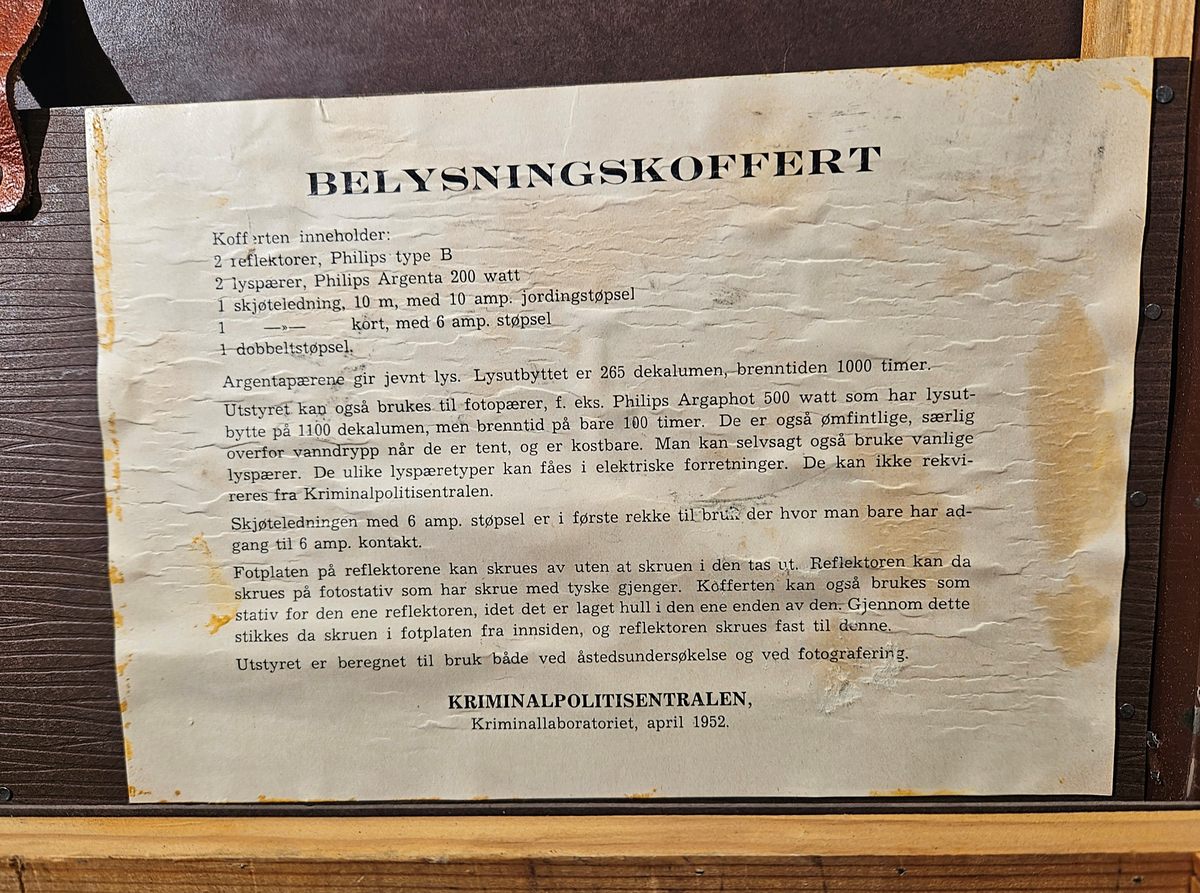 BELYSNINGSKOFFERT
Kofferten inneholder:
2 reflektorer, Philips type B
2 lyspærer, Philips Argenta 200 watt
1 skjøteledning, 10 m, med 10 amp. jordingstøpsel
1 —»— kort, med 6 amp. støpsel
1 dobbeltstøpsel.
Argentapærene gir jevnt lys. Lysutbyttet er 265 dekalumen, brenntiden 1000 timer.
Utstyret kan også brukes til fotopærer, f. eks. Philips Argaphot 500 watt som har lysut-
bytte på 1100 dekalumen, men brenntid på bare 100 timer. De er også ømfintlige, særlig
overfor vanndrypp når de er tent, og er kostbare. Man kan selvsagt også bruke vanlige
lyspærer. De ulike lyspæretyper kan fåes i elektriske forretninger. De kan ikke rekvi-
reres fra Kriminalpolitisentralen.
Skjøteledningen med 6 amp. støpsel er i første rekke til bruk der hvor man bare har ad-
gang til 6 amp. kontakt.
Fotplaten på reflektorene kan skrues av uten at skruen i den tas ut. Reflektoren kan da
skrues på fotostativ som har skrue med tyske gjenger. Kofferten kan også brukes som
stativ for den ene reflektoren, idet det er laget hull i den ene enden av den. Gjennom dette
stikkes da skruen i fotplaten fra innsiden, og reflektoren skrues fast til denne.
Utstyret er beregnet til bruk både ved åstedsundersøkelse og ved fotografering.
KRIMINALPOLITISENTRALEN,
Kriminallaboratoriet, april 1952.